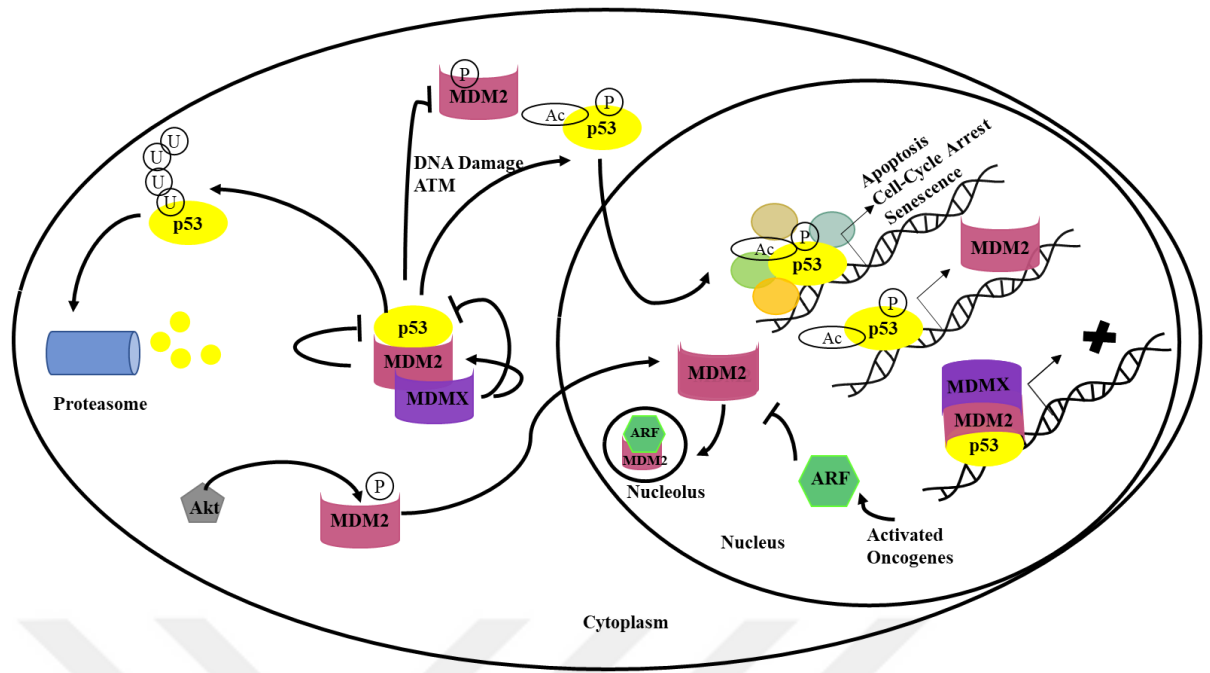 P
MDM2
Ac
P
p53
DNA Damage
ATM
U
U
U
U
p53
Proteasome
p53
MDM2
MDMX
Akt
P
MDM2
Cytoplasm
Apoptosis
Cell-Cycle Arrest
Senescence
Ac
P
p53
MDM2
P
Ac
p53
MDM2
ARF
MDM2
Nucleolus
MDMX
MDM2
p53
ARF
Activated
Oncogenes
Nucleus